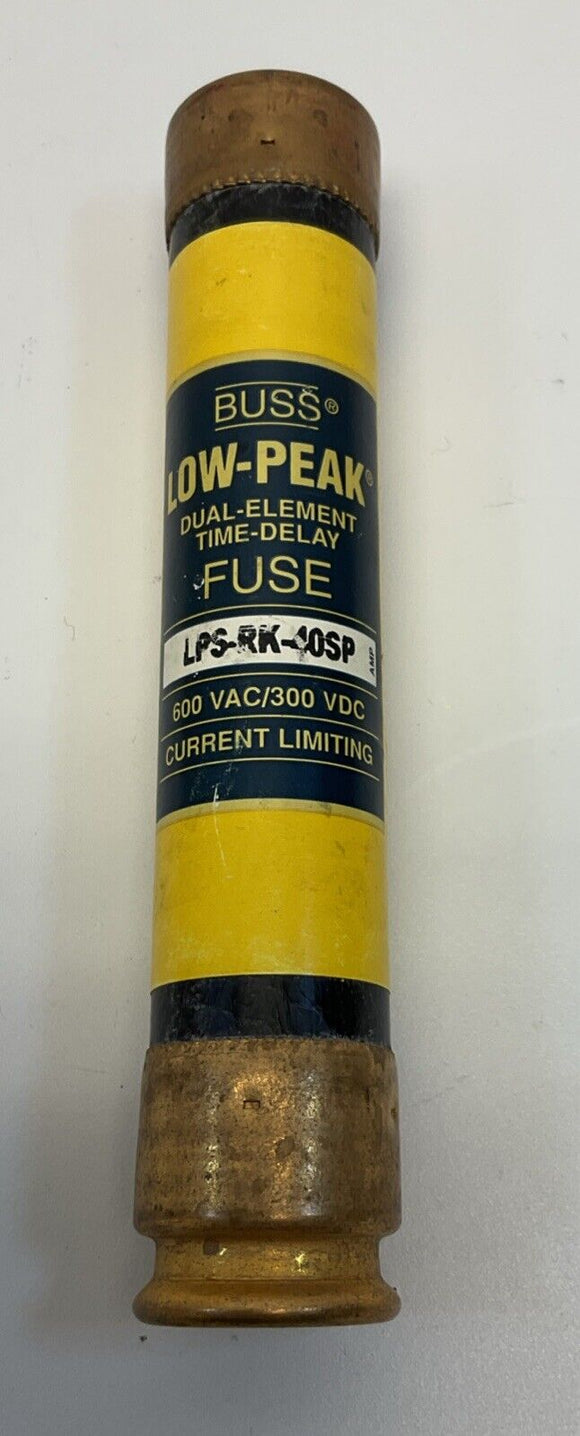 BUSS®
LOW-PEAK®
DUAL-ELEMENT
TIME-DELAY
FUSE
LPS-RK-40SP AMP
600 VAC/300 VDC
CURRENT LIMITING